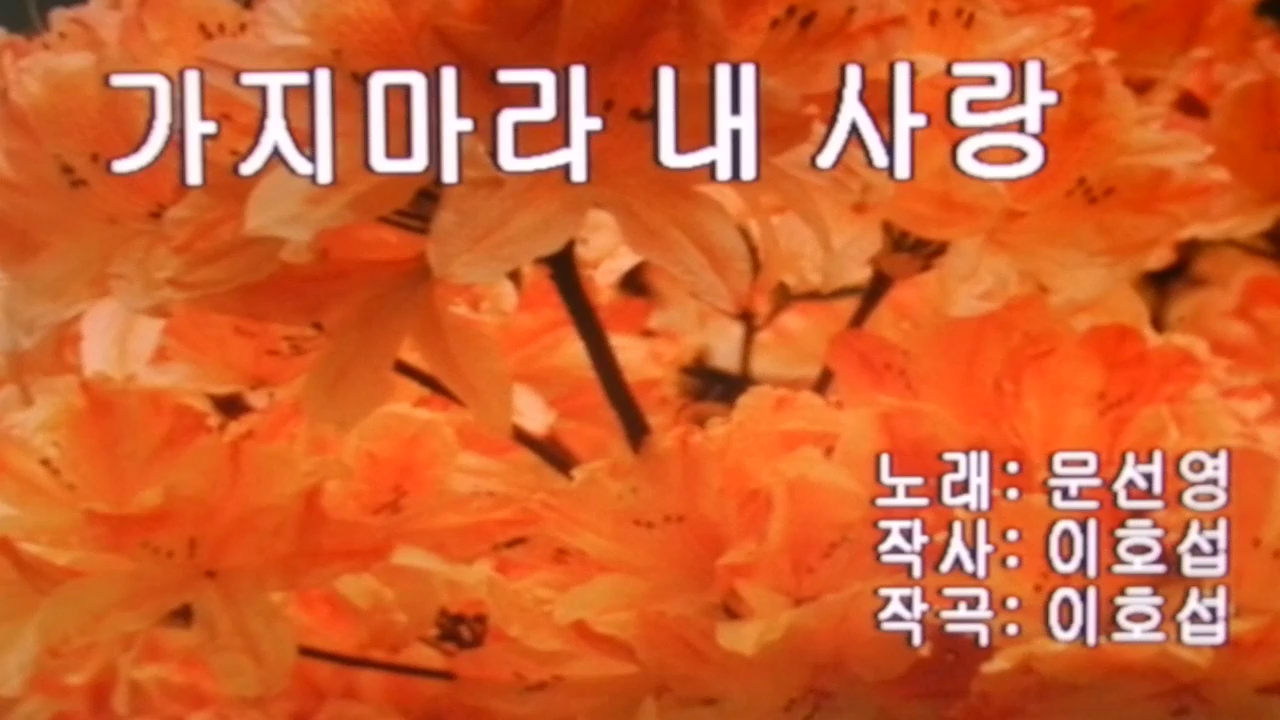 가지마라 내 사랑
노래: 문선영
작사: 이호섭
작곡: 이호섭